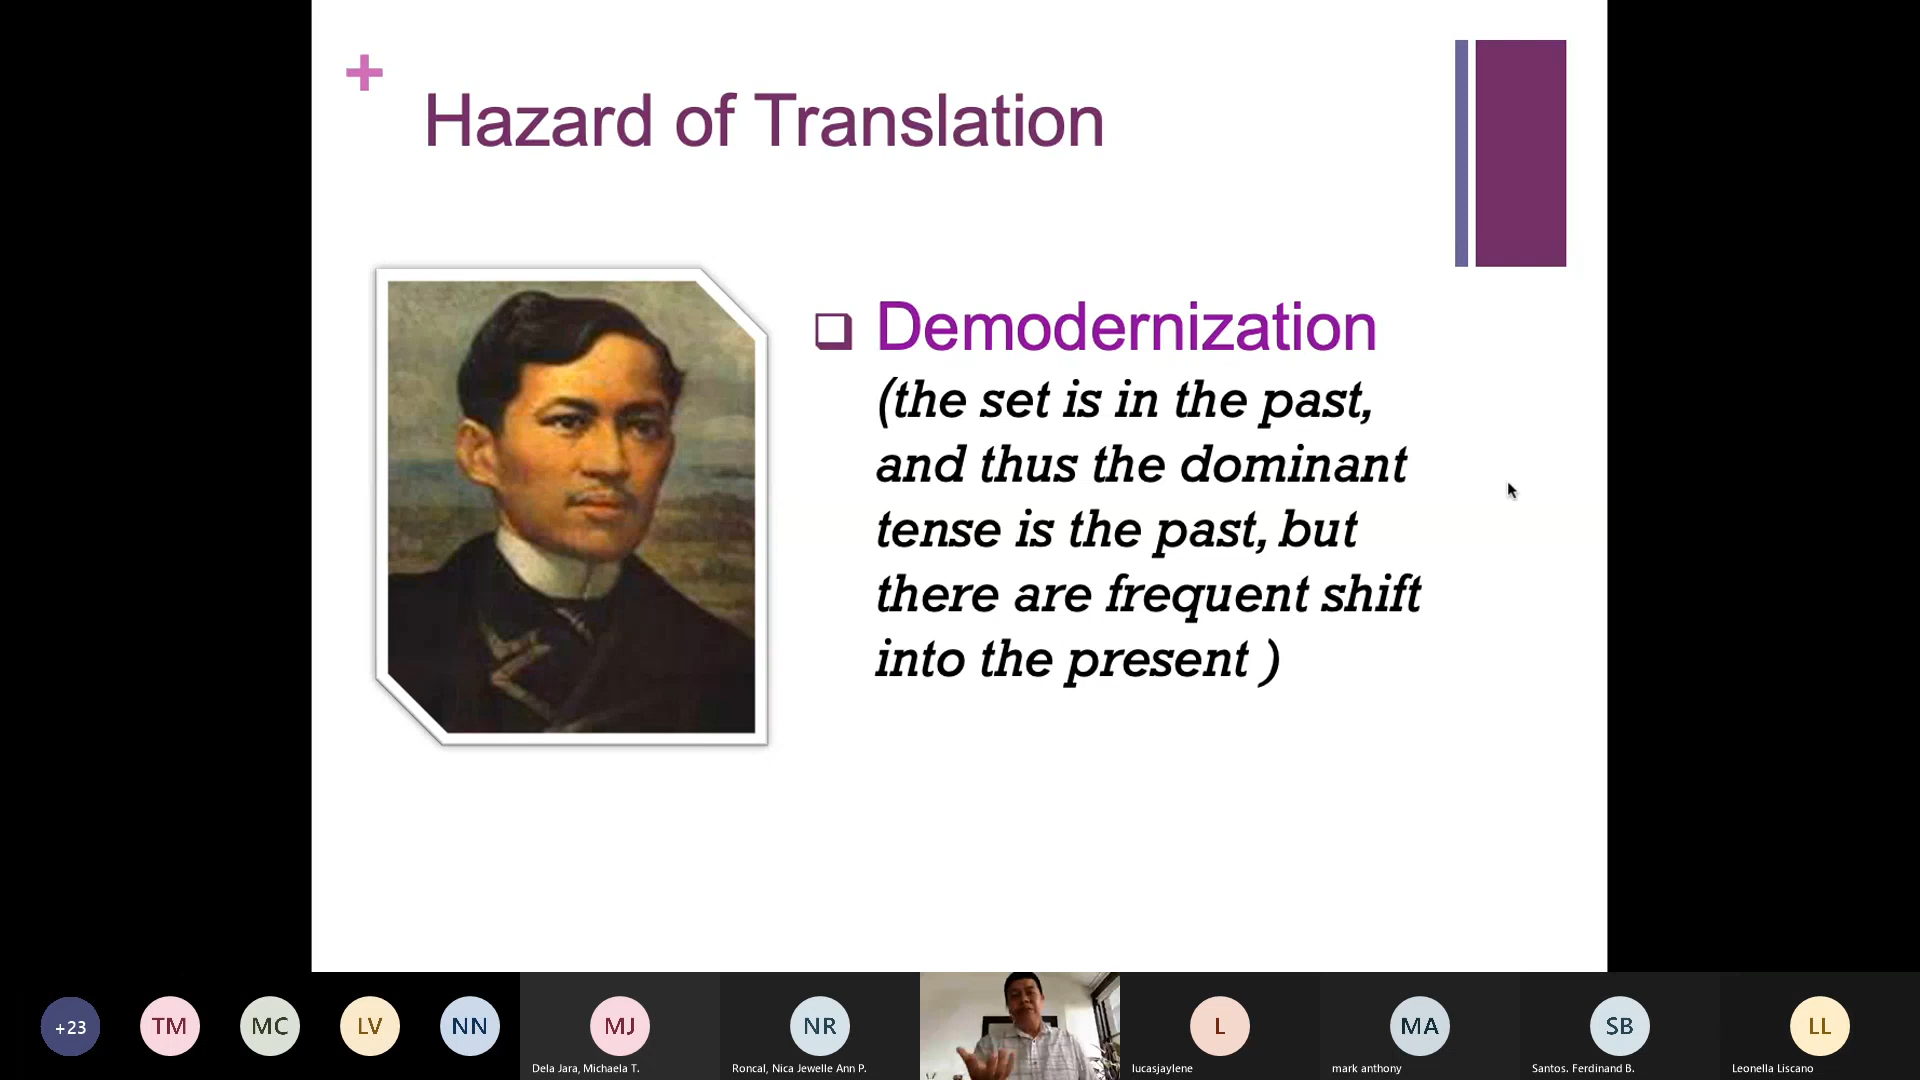 +
Hazard of Translation
Demodernization
(the set is in the past,
and thus the dominant
tense is the past, but
there are frequent shift
into the present )
+23
TM
MC
LV
NN
MJ
NR
L
MA
SB
LL
Dela Jara, Michaela T.
Roncal, Nica Jewelle Ann P.
lucasjaylene
mark anthony
Santos. Ferdinand B.
Leonella Liscano